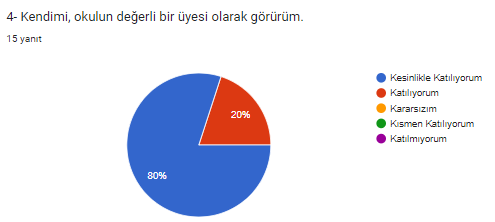 4- Kendimi, okulun değerli bir üyesi olarak görürüm.
15 yanıt
Kesinlikle Katılıyorum
Katılıyorum
Kararsızım
Kısmen Katılıyorum
Katılmıyorum
20%
80%